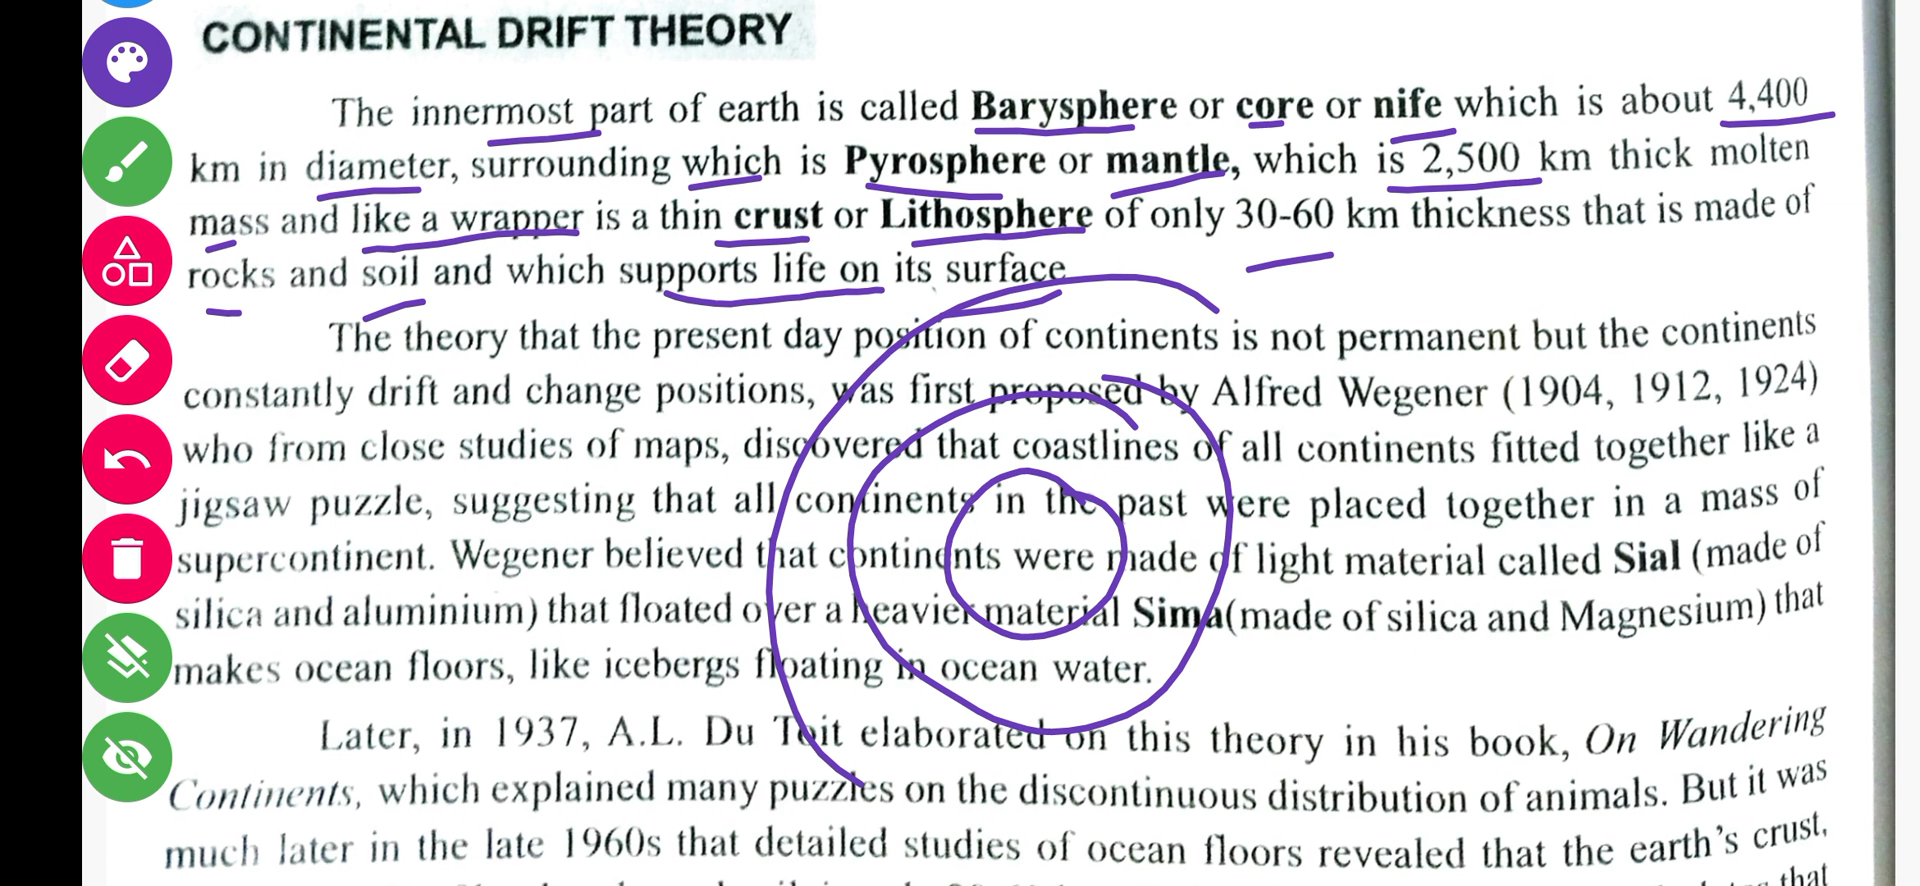 CONTINENTAL DRIFT THEORY
The innermost part of earth is called Barysphere or core or nife which is about 4,400
km in diameter, surrounding which is Pyrosphere or mantle, which is 2,500 km thick molten
mass and like a wrapper is a thin crust or Lithosphere of only 30-60 km thickness that is made of
rocks and soil and which supports life on its surface
The theory that the present day position of continents is not permanent but the continents
constantly drift and change positions, was first proposed by Alfred Wegener (1904, 1912, 1924)
who from close studies of maps, discovered that coastlines of all continents fitted together like a
jigsaw puzzle, suggesting that all continents in the past were placed together in a mass of
supercontinent. Wegener believed that continents were made of light material called Sial (made of
silica and aluminium) that floated over a heavier material Sima(made of silica and Magnesium) that
makes ocean floors, like icebergs floating in ocean water.
Later, in 1937, A.L. Du Toit elaborated on this theory in his book, On Wandering
Continents, which explained many puzzles on the discontinuous distribution of animals. But it was
much later in the late 1960s that detailed studies of ocean floors revealed that the earth's crust,
that